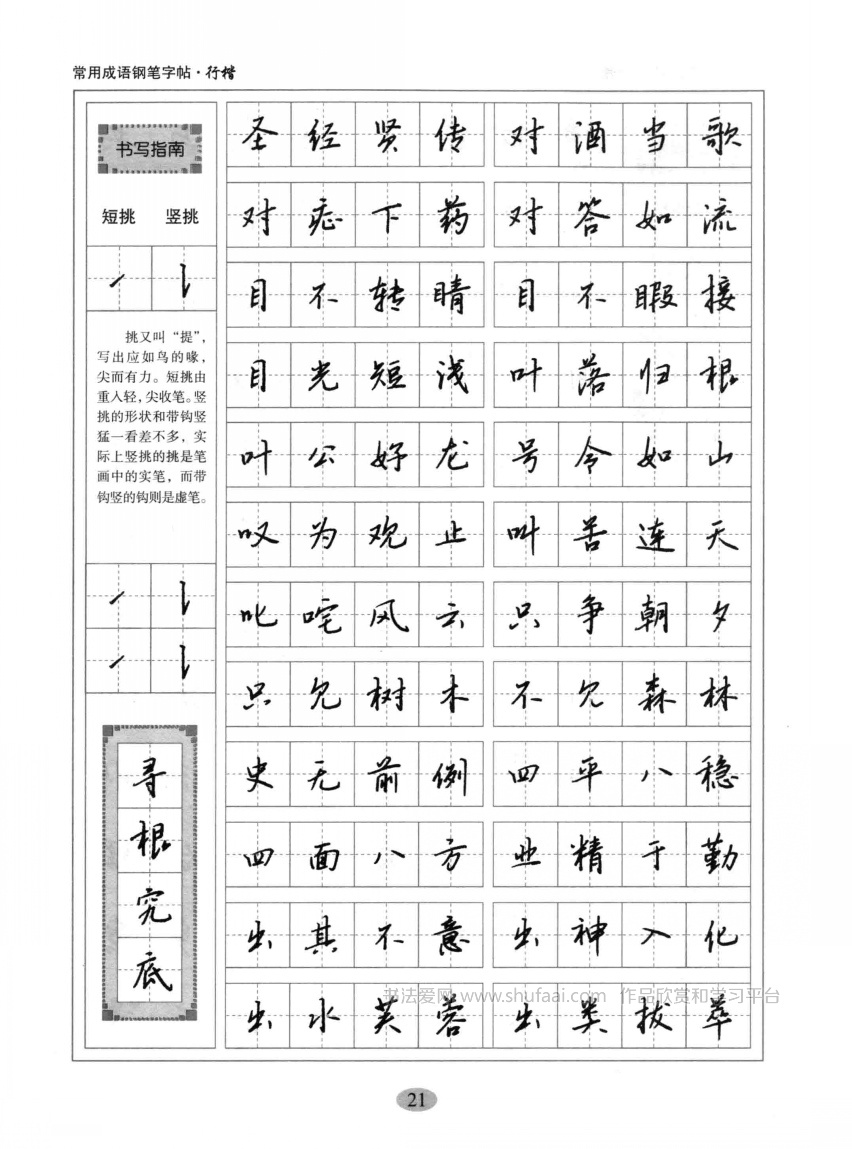 常用成语钢笔字帖·行楷
书写指南
短挑 竖挑
挑又叫“提”，
写出应如鸟的喙，
尖而有力。短挑由
重入轻，尖收笔。竖
挑的形状和带钩竖
猛一看差不多，实
际上竖挑的挑是笔
画中的实笔，而带
钩竖的钩则是虚笔。
寻根究底
圣经贤传 对酒当歌
对症下药 对答如流
目不转睛 目不暇接
目光短浅 叶落归根
叶公好龙 号令如山
叹为观止 叫苦连天
叱咤风云 只争朝夕
只见树木 不见森林
史无前例 四平八稳
四面八方 业精于勤
出其不意 出神入化
出水芙蓉 出类拔萃
书法爱网 www.shufaai.com 作品欣赏和学习平台
21